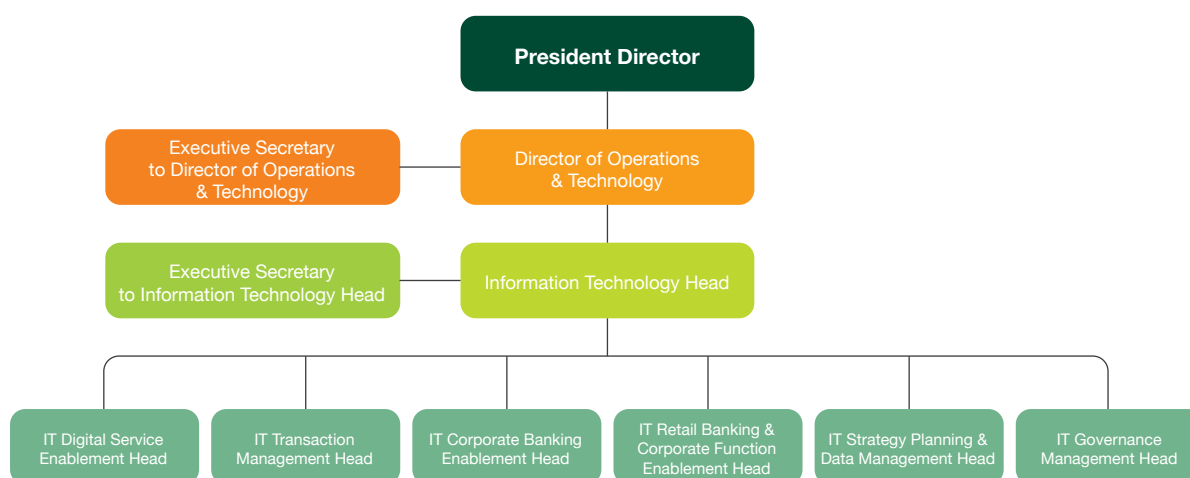 President Director
Executive Secretary
to Director of Operations
& Technology
Director of Operations
& Technology
Executive Secretary
to Information Technology Head
Information Technology Head
IT Digital Service
Enablement Head
IT Transaction
Management Head
IT Corporate Banking
Enablement Head
IT Retail Banking &
Corporate Function
Enablement Head
IT Strategy Planning &
Data Management Head
IT Governance
Management Head